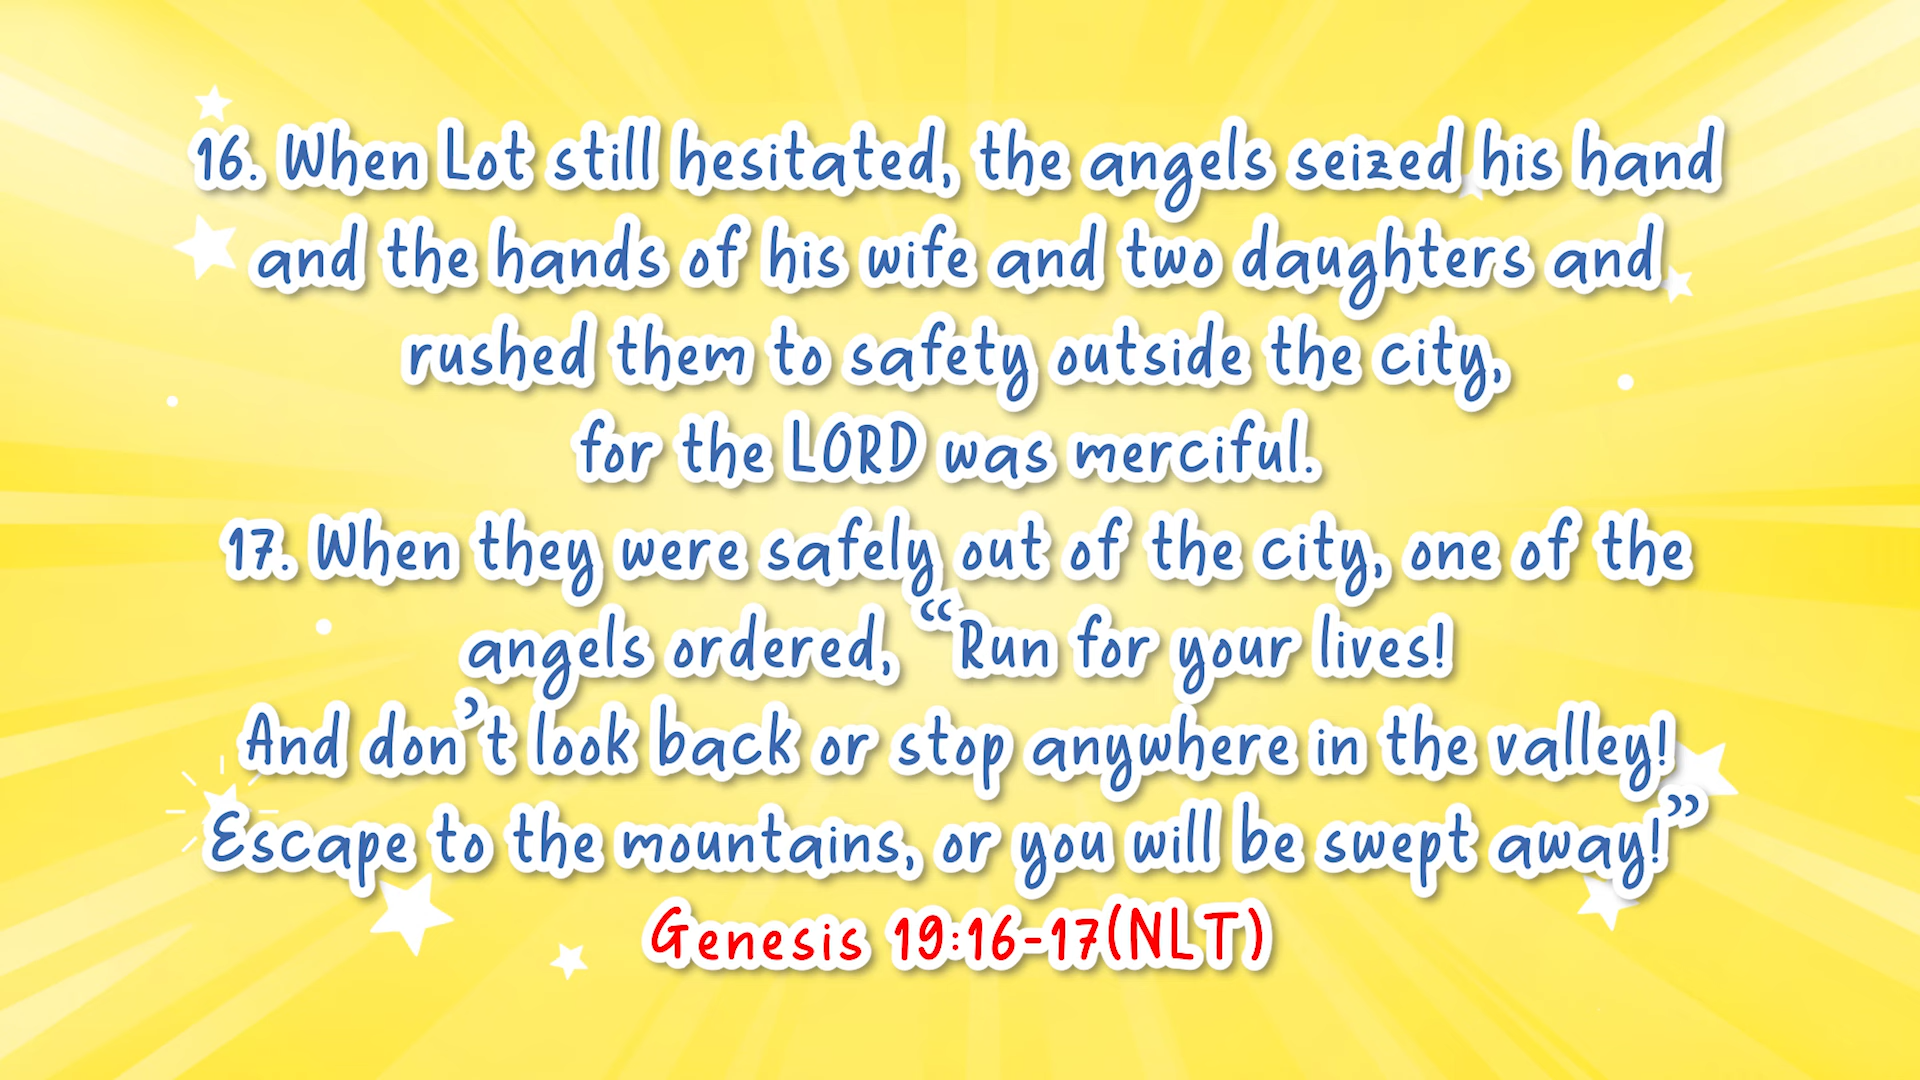 16. When Lot still hesitated, the angels seized his hand
and the hands of his wife and two daughters and
rushed them to safety outside the city,
for the LORD was merciful.
17. When they were safely out of the city, one of the
angels ordered, “Run for your lives!
And don’t look back or stop anywhere in the valley!
Escape to the mountains, or you will be swept away!”
Genesis 19:16-17(NLT)